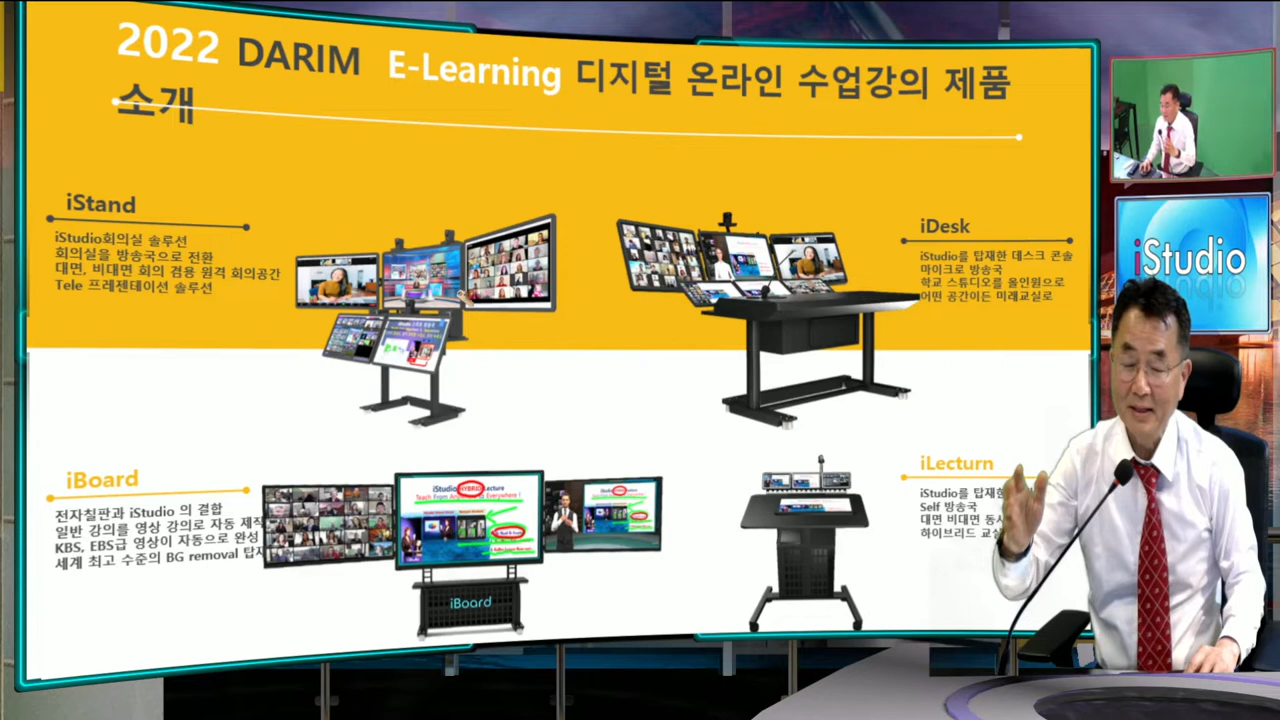 2022 DARIM E-Learning 디지털 온라인 수업강의 제품
소개
iStand
iStudio회의실 솔루션
회의실을 방송국으로 전환
대면, 비대면 회의 겸용 원격 회의공간
Tele 프레젠테이션 솔루션
iDesk
iStudio를 탑재한 데스크 콘솔
마이크로 방송국
학교 스튜디오를 올인원으로
어떤 공간이든 미래교실로
iStudio
iBoard
전자칠판과 iStudio 의 결합
일반 강의를 영상 강의로 자동 제작
KBS, EBS급 영상이 자동으로 완성
세계 최고 수준의 BG removal 탑재
iStudio HYBRID Lecture
Teach From Everywhere !
iBoard
iLecturn
iStudio를 탑재한
Self 방송국
대면 비대면 동시
하이브리드 교실